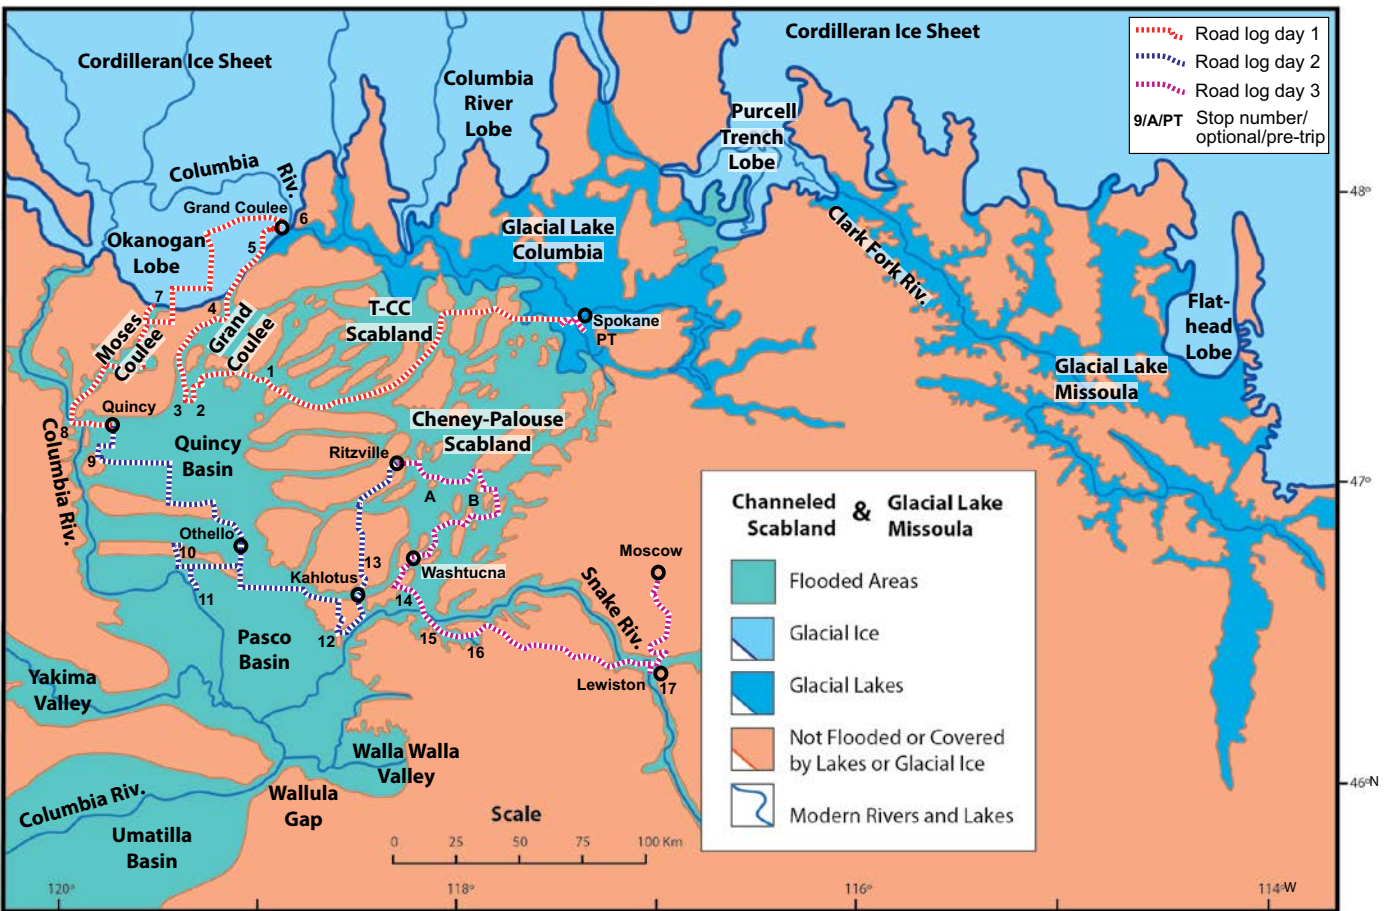 Cordilleran Ice Sheet
Cordilleran Ice Sheet
Road log day 1
Road log day 2
Road log day 3
9/A/PT Stop number/
optional/pre-trip
Columbia
River
Lobe
Purcell
Trench
Lobe
Columbia
Riv.
Grand Coulee
6
5
Okanogan
Lobe
Glacial Lake
Columbia
Clark Fork Riv.
48º
7
4
Moses
Coulee
Grand
Coulee
T-CC
Scabland
Spokane
PT
Flat-
head
Lobe
Glacial Lake
Missoula
1
3
2
Quincy
8
9
Columbia Riv.
Quincy
Basin
Cheney-Palouse
Scabland
Ritzville
A
B
47º
Othello
10
11
13
Kahlotus
Washtucna
14
12
15
16
Moscow
Snake Riv.
Lewiston
17
Pasco
Basin
Yakima
Valley
Walla Walla
Valley
Wallula
Gap
Columbia Riv.
Umatilla
Basin
Scale
0
25
50
75
100 Km
Channeled
Scabland
&
Glacial Lake
Missoula
Flooded Areas
Glacial Ice
Glacial Lakes
Not Flooded or Covered
by Lakes or Glacial Ice
Modern Rivers and Lakes
46ºN
120º
118º
116º
114ºW